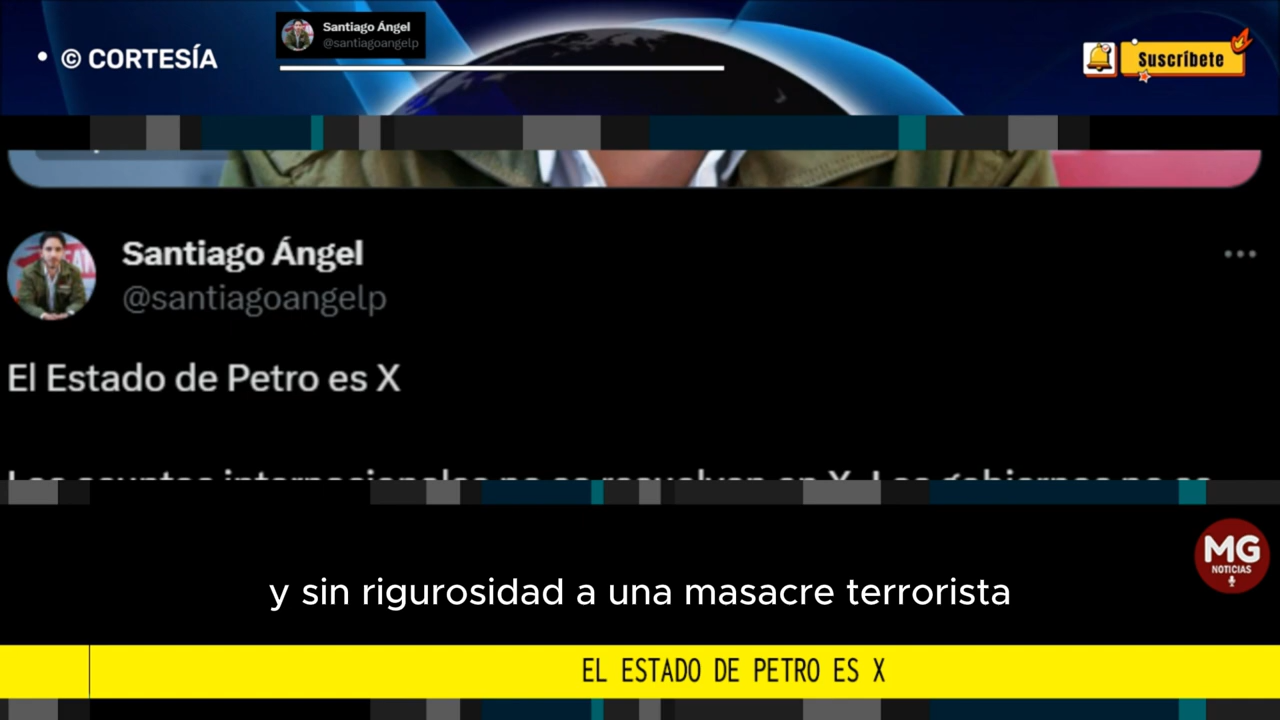 • © CORTESÍA
Santiago Ángel
@santiagoangelp
Suscríbete
Santiago Ángel
@santiagoangelp
El Estado de Petro es X
MG
NOTICIAS
y sin rigurosidad a una masacre terrorista
EL ESTADO DE PETRO ES X